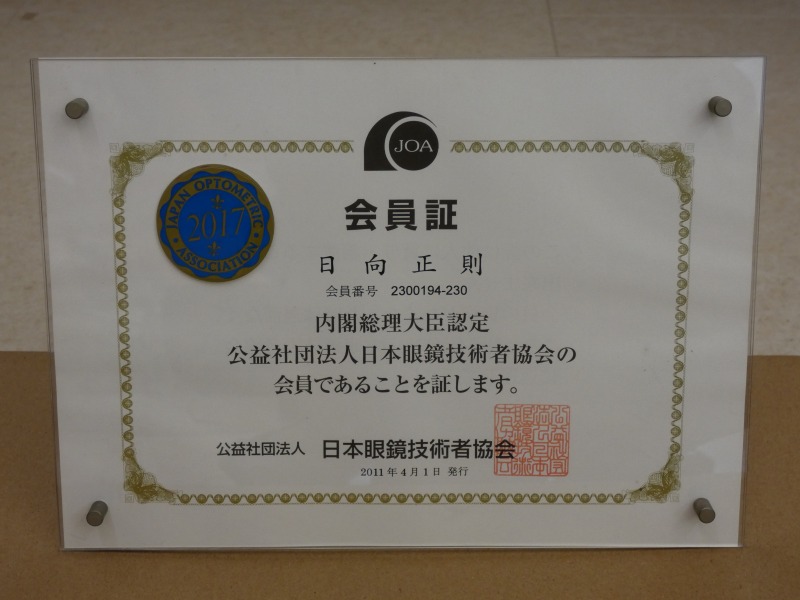 JOA
JAPAN OPTOMETRIC
2017
ASSOCIATION
会員証
日向正則
会員番号 2300194-230
内閣総理大臣認定
公益社団法人日本眼鏡技術者協会の
会員であることを証します。
公益社団法人 日本眼鏡技術者協会
2011年4月1日 発行